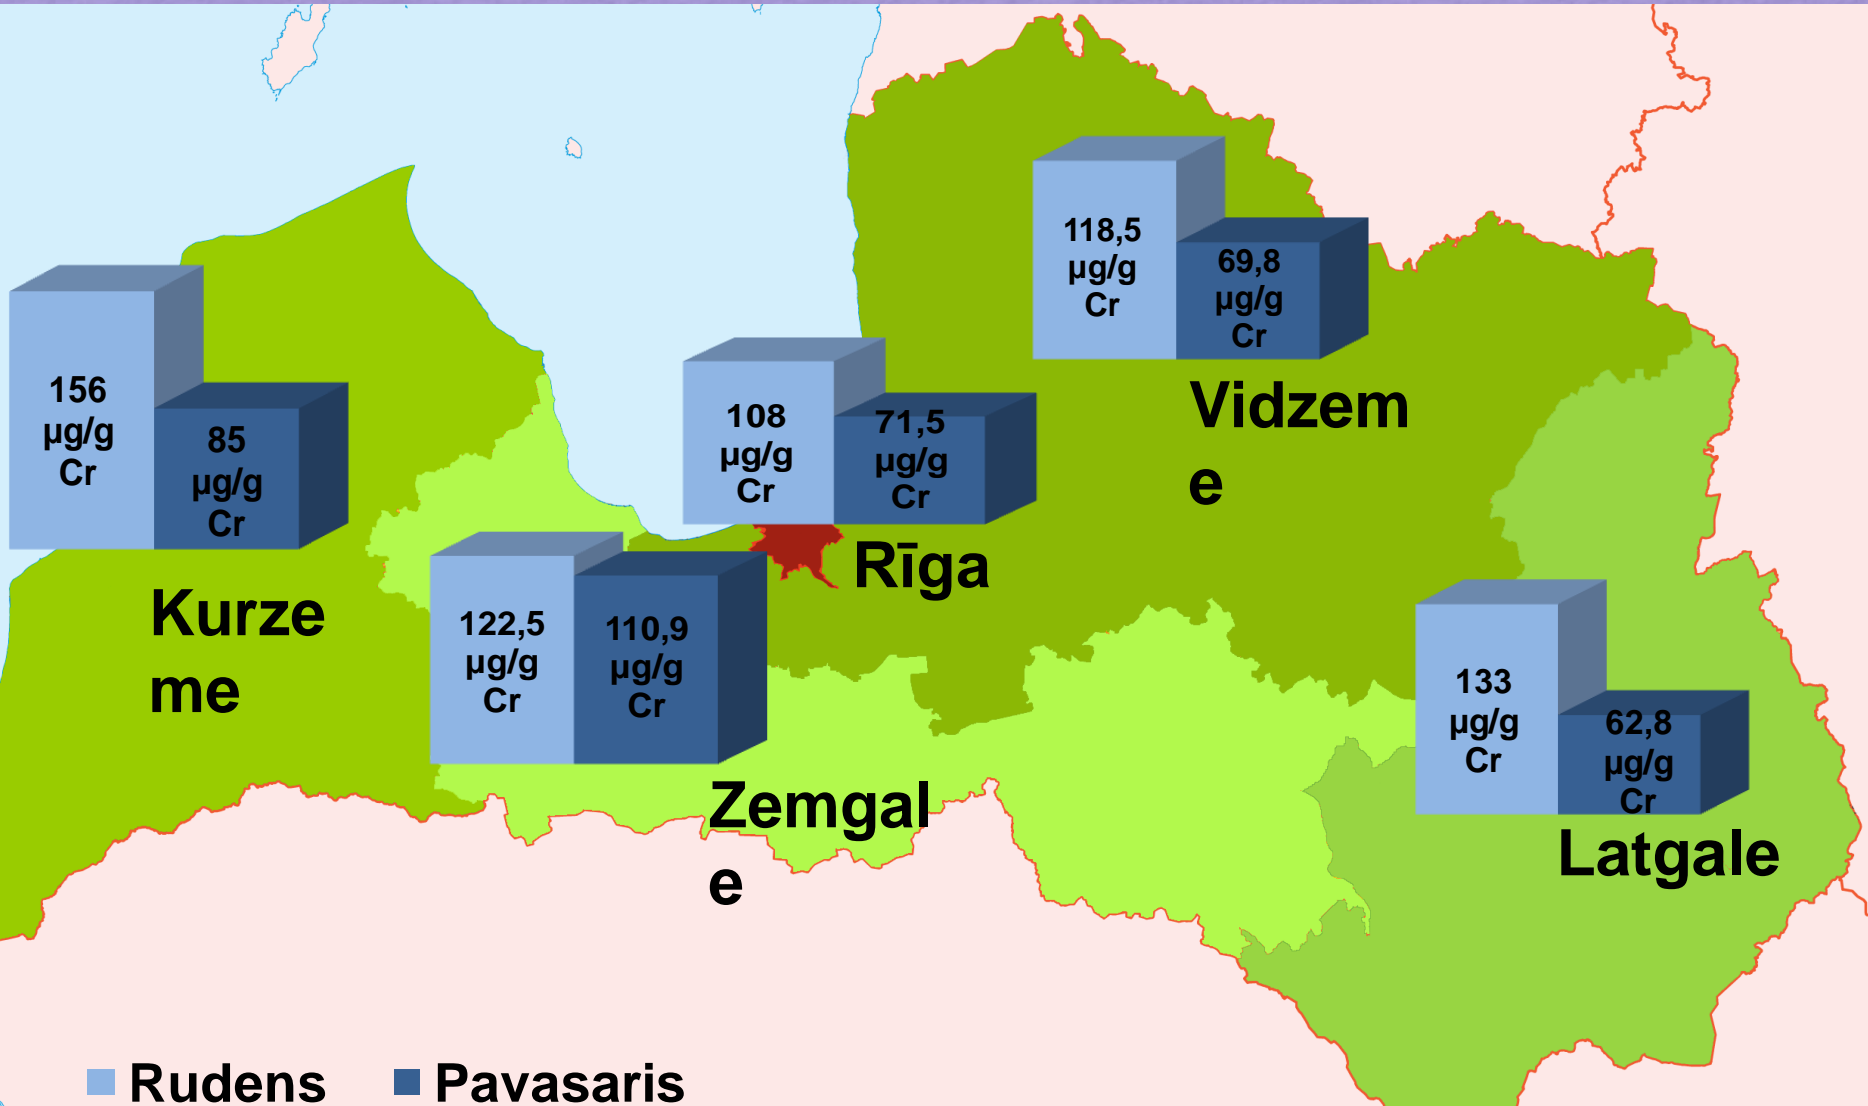 118,5
µg/g
Cr
69,8
µg/g
Cr
Vidzem
e
156
µg/g
Cr
85
µg/g
Cr
Kurze
me
108
µg/g
Cr
71,5
µg/g
Cr
Rīga
122,5
µg/g
Cr
110,9
µg/g
Cr
Zemgal
e
133
µg/g
Cr
62,8
µg/g
Cr
Latgale
Rudens
Pavasaris